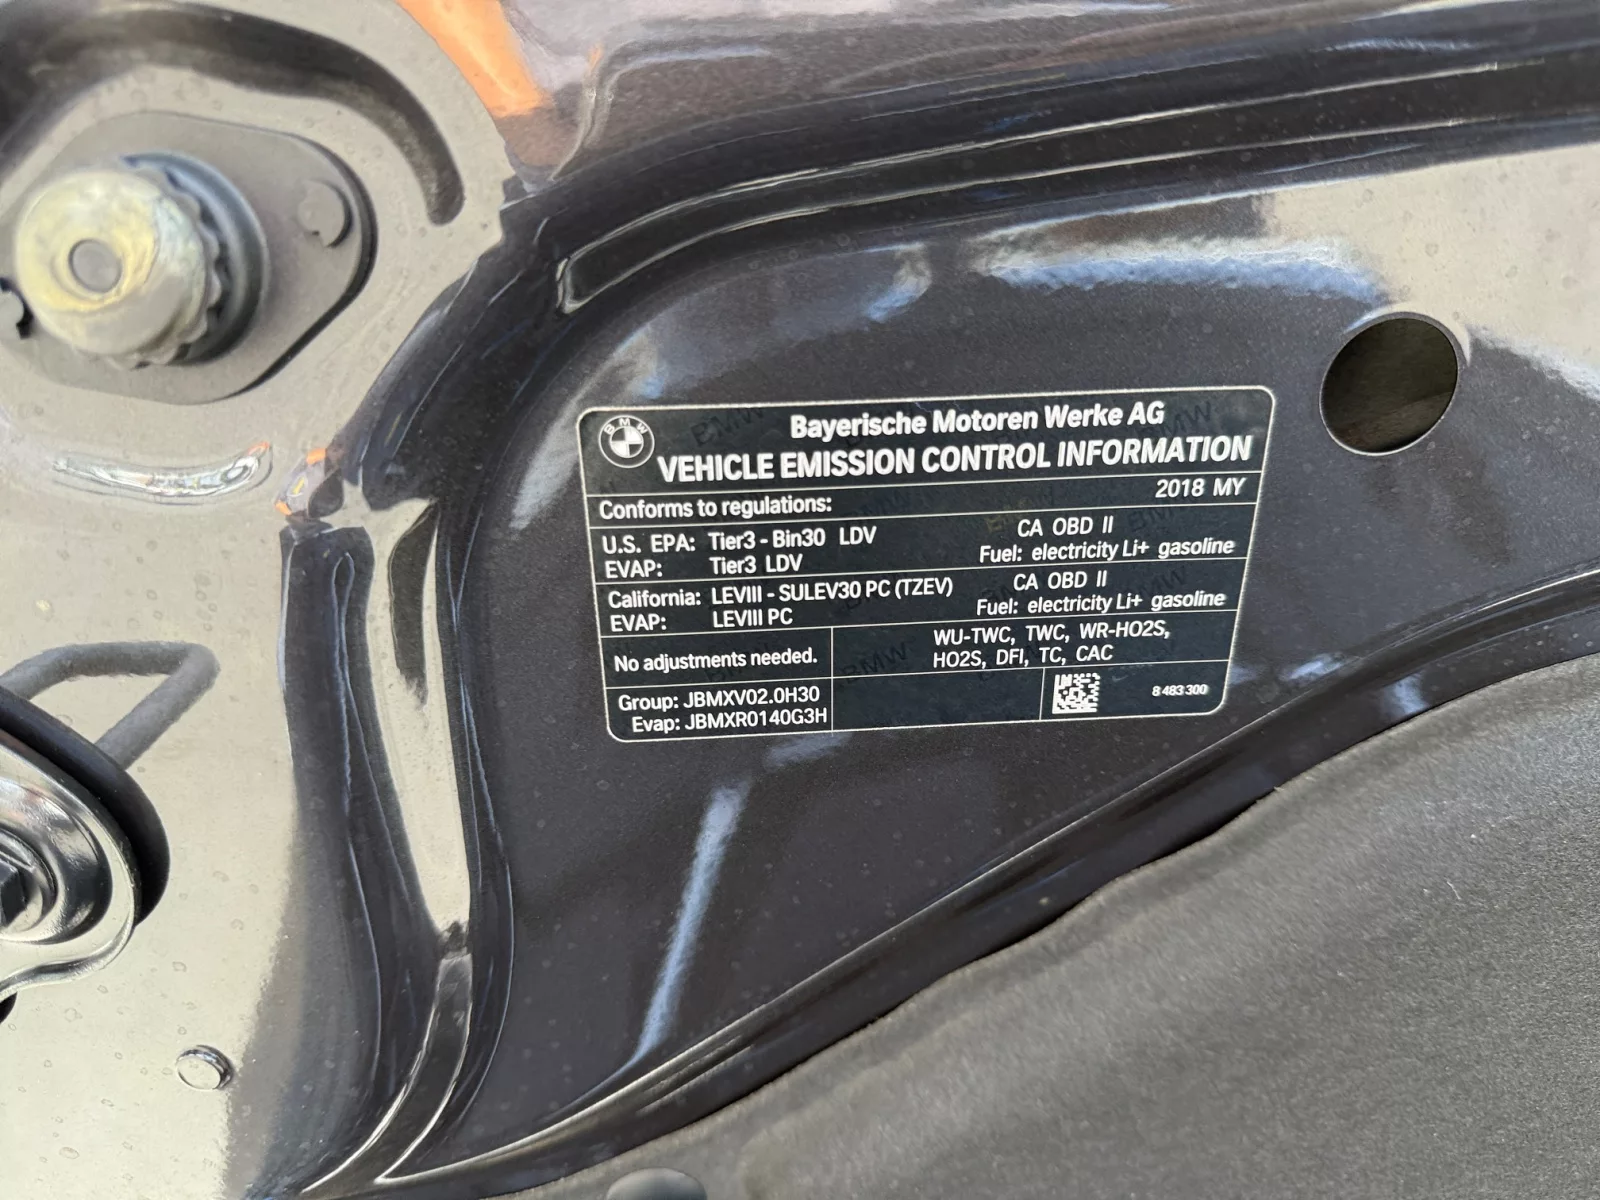 BMW
Bayerische Motoren Werke AG
VEHICLE EMISSION CONTROL INFORMATION
Conforms to regulations: 2018 MY
U.S. EPA: Tier3 - Bin30 LDV CA OBD II
EVAP: Tier3 LDV Fuel: electricity Li+ gasoline
California: LEVIII - SULEV30 PC (TZEV) CA OBD II
EVAP: LEVIII PC Fuel: electricity Li+ gasoline
No adjustments needed. WU-TWC, TWC, WR-HO2S,
HO2S, DFI, TC, CAC
Group: JBMXV02.0H30
Evap: JBMXR0140G3H
8 483 300